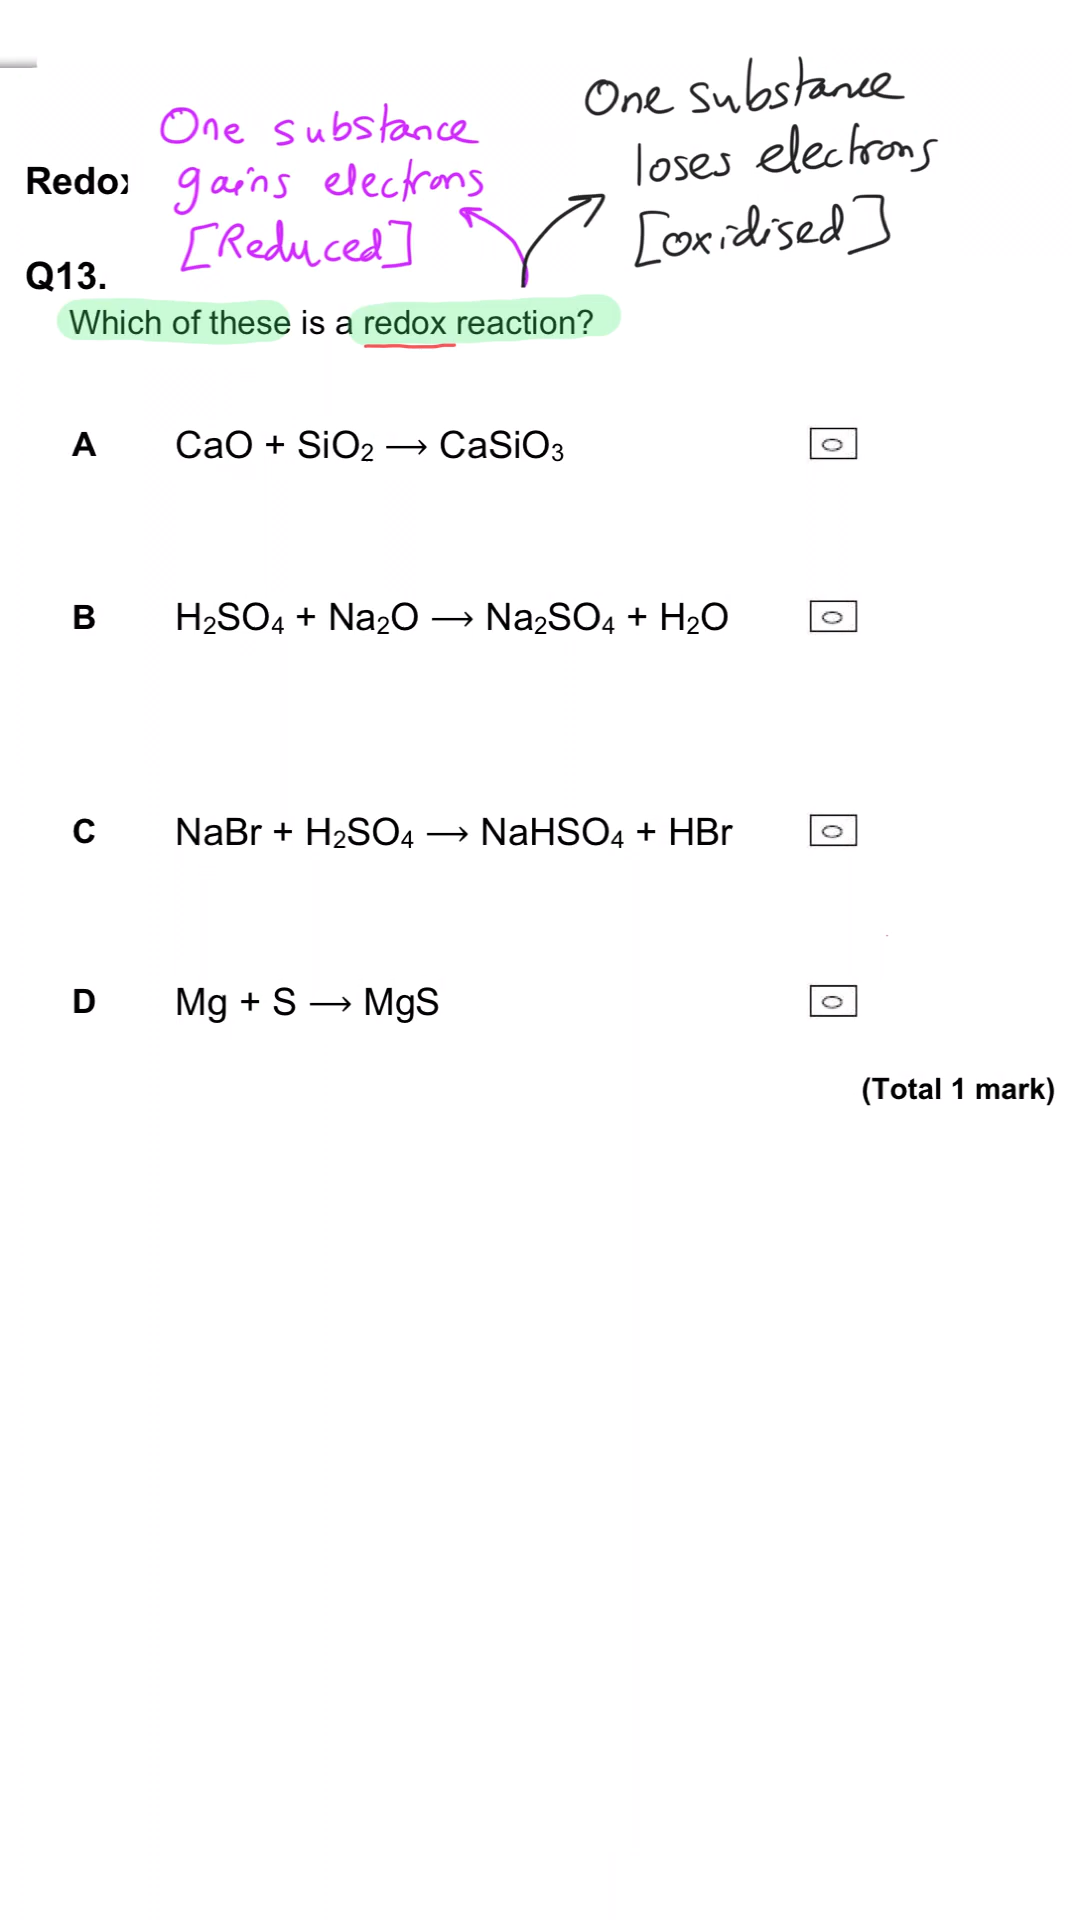 One substance
gains electrons
[Reduced]
One substance
loses electrons
[oxidised]
Redox
Q13.
Which of these is a redox reaction?
A CaO + SiO₂ ⟶ CaSiO₃
B H₂SO₄ + Na₂O ⟶ Na₂SO₄ + H₂O
C NaBr + H₂SO₄ ⟶ NaHSO₄ + HBr
D Mg + S ⟶ MgS
(Total 1 mark)